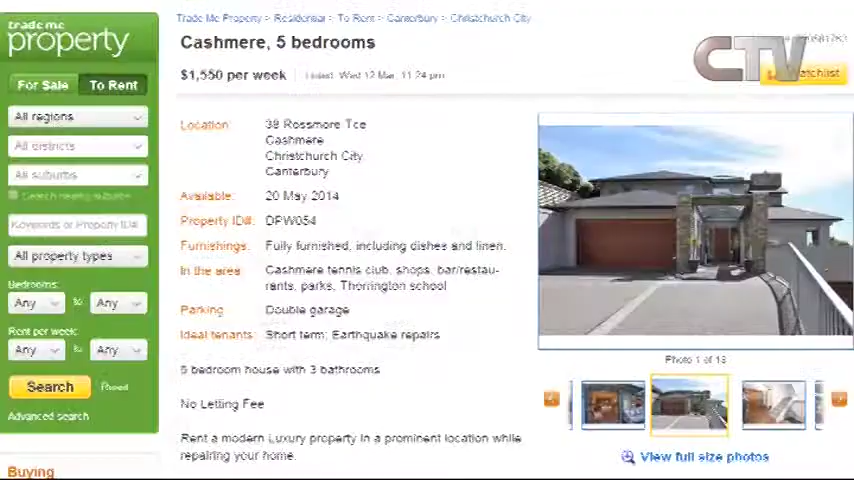 trade me
property
For Sale
To Rent
All regions
All districts
All suburbs
Search nearby suburbs
Keywords or Property ID#
All property types
Bedrooms:
Any to Any
Rent per week:
Any to Any
Search
Reset
Advanced search
Buying
Trade Me Property > Residential > To Rent > Canterbury > Christchurch City
Cashmere, 5 bedrooms
$1,550 per week
Listed: Wed 12 Mar, 11:24 pm
CTV
Location: 38 Rossmore Tce
Cashmere
Christchurch City
Canterbury
Available: 20 May 2014
Property ID#: DPW054
Furnishings: Fully furnished, including dishes and linen.
In the area: Cashmere tennis club, shops, bar/restau-
rants, parks, Thorrington school
Parking: Double garage
Ideal tenants: Short term; Earthquake repairs
5 bedroom house with 3 bathrooms
No Letting Fee
Rent a modern Luxury property in a prominent location while
repairing your home.
Photo 1 of 13
View full size photos